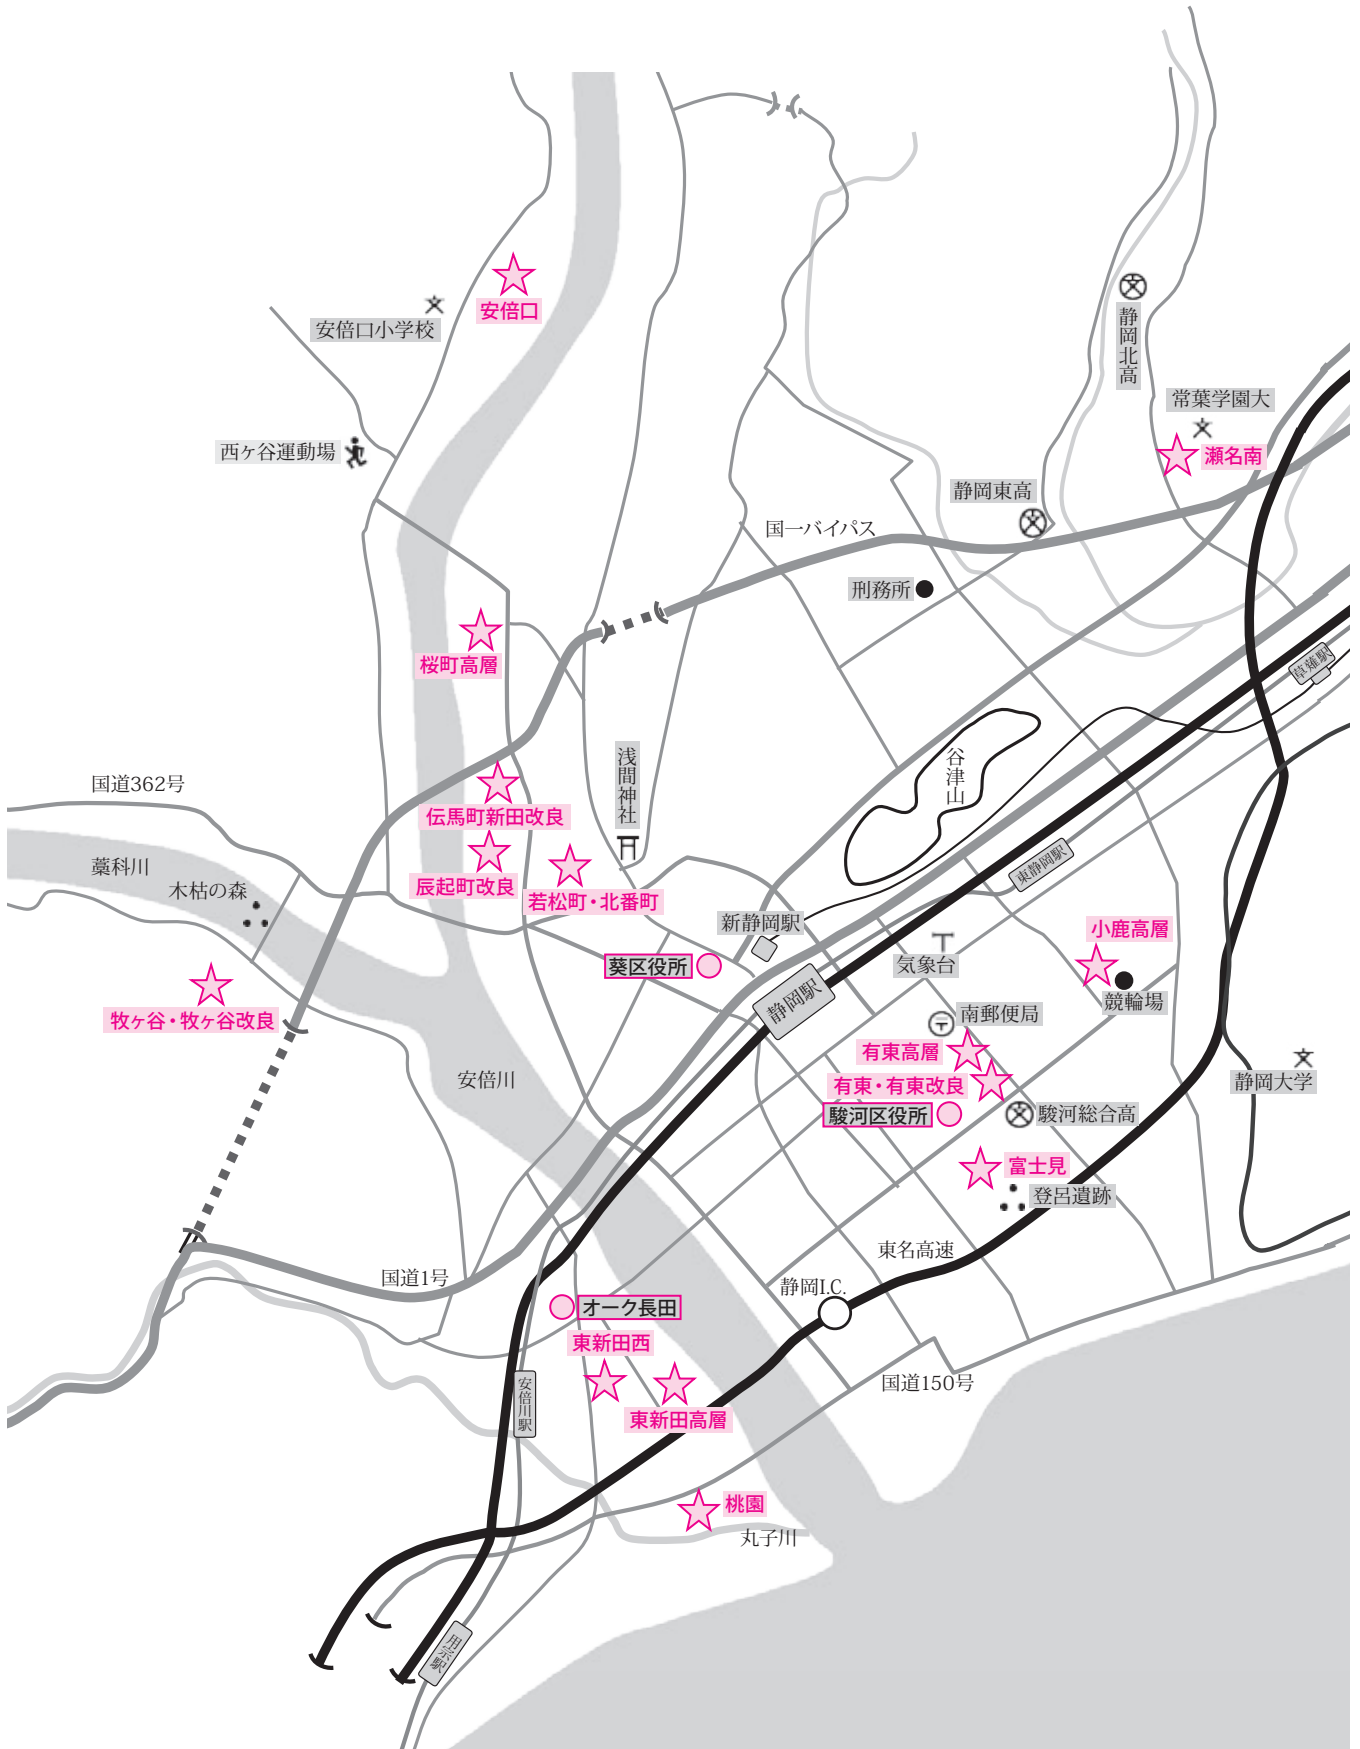 安倍口
安倍口小学校
静岡北高
常葉学園大
西ヶ谷運動場
瀬名南
静岡東高
国一バイパス
刑務所
桜町高層
草薙駅
浅間神社
谷津山
国道362号
伝馬町新田改良
藁科川
木枯の森
辰起町改良
若松町・北番町
東静岡駅
新静岡駅
小鹿高層
葵区役所
気象台
静岡駅
競輪場
牧ヶ谷・牧ヶ谷改良
南郵便局
有東高層
安倍川
有東・有東改良
静岡大学
駿河区役所
駿河総合高
富士見
登呂遺跡
東名高速
国道1号
静岡I.C.
オーク長田
東新田西
国道150号
安倍川駅
東新田高層
桃園
丸子川
用宗駅